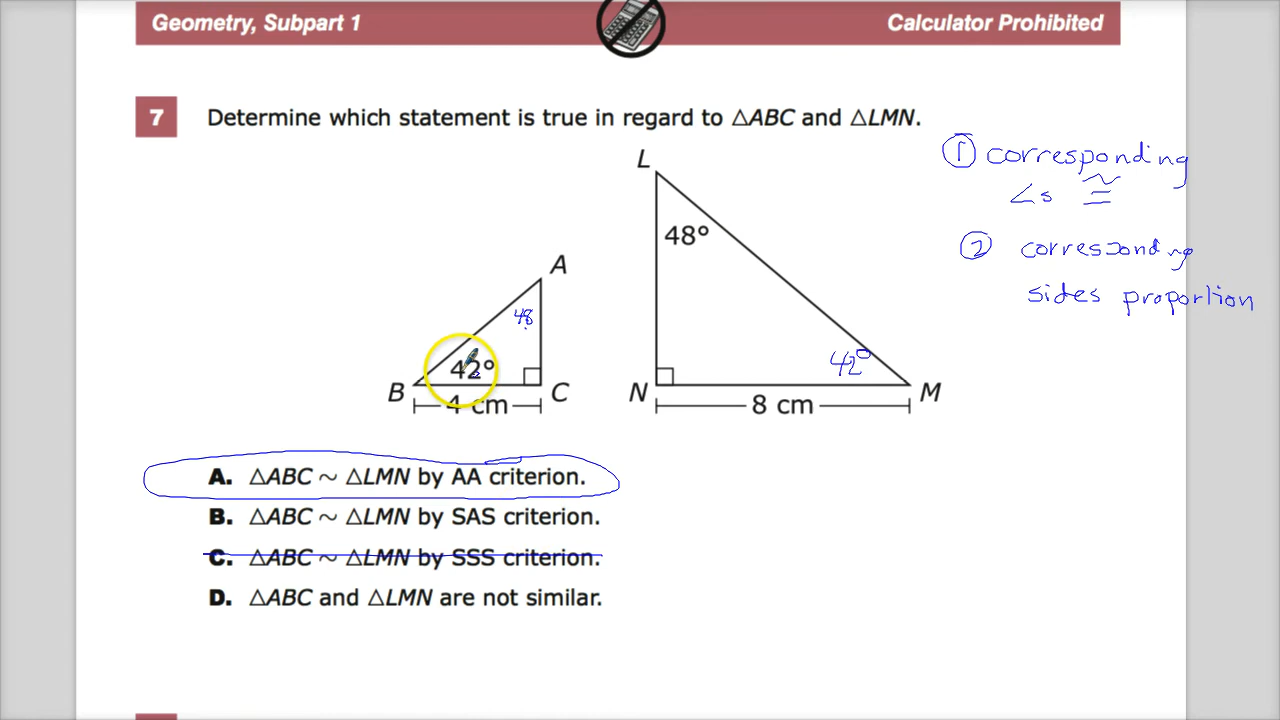 Geometry, Subpart 1
Calculator Prohibited
7
Determine which statement is true in regard to △ABC and △LMN.
① corresponding
∠s ≅
② corresponding
sides proportion
L
48°
A
48
42°
B
C
4 cm
42°
N
M
8 cm
A. △ABC ~ △LMN by AA criterion.
B. △ABC ~ △LMN by SAS criterion.
C. △ABC ~ △LMN by SSS criterion.
D. △ABC and △LMN are not similar.